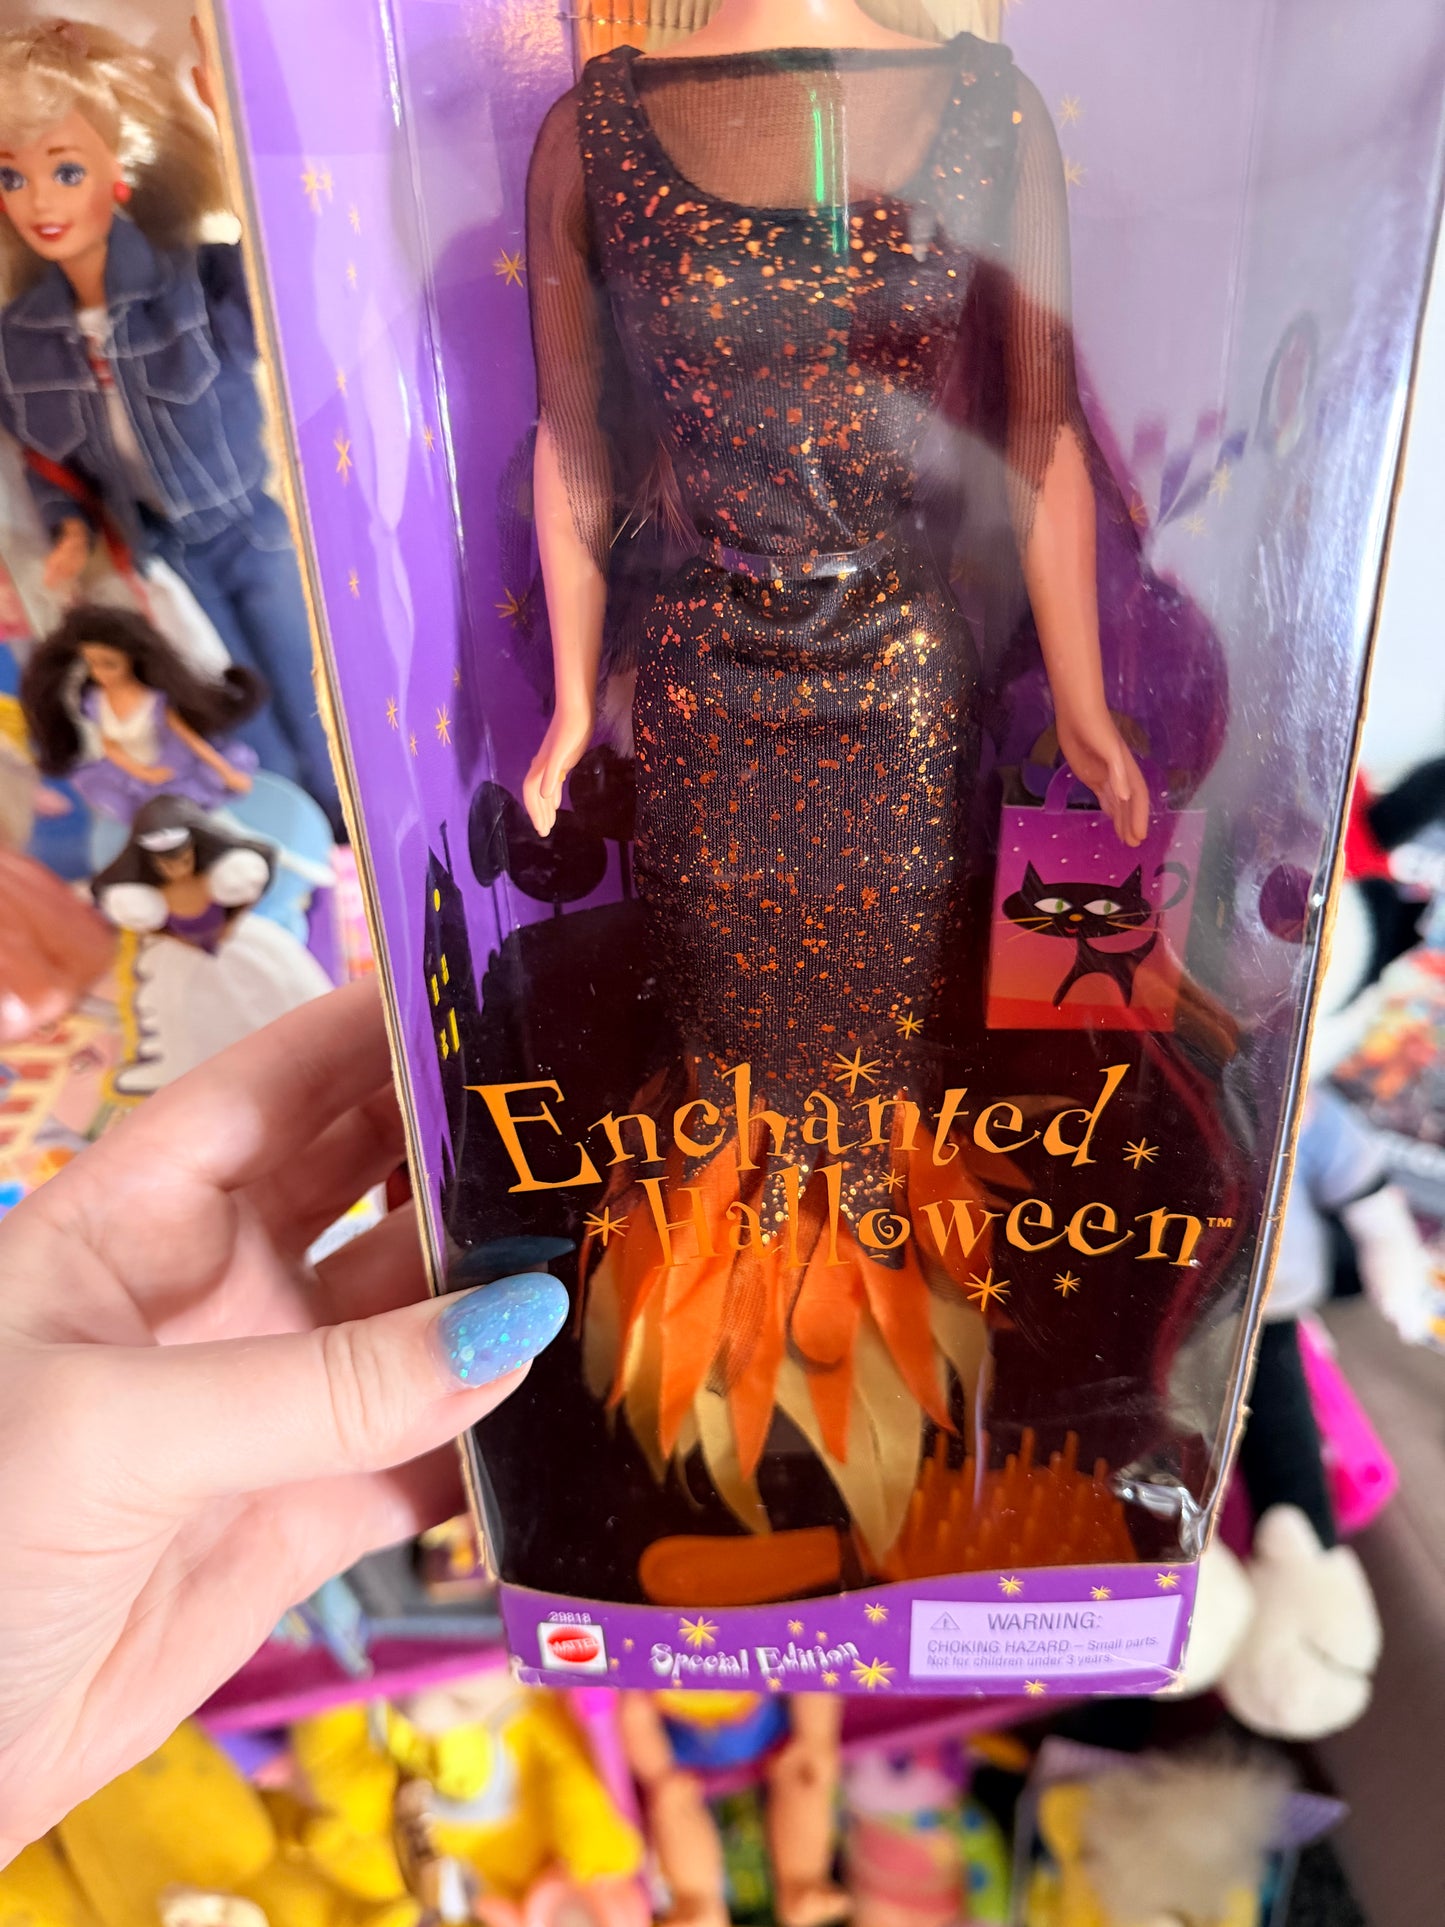 Enchanted
Halloween™
29818
MATTEL
Special Edition
WARNING:
CHOKING HAZARD – Small parts.
Not for children under 3 years.